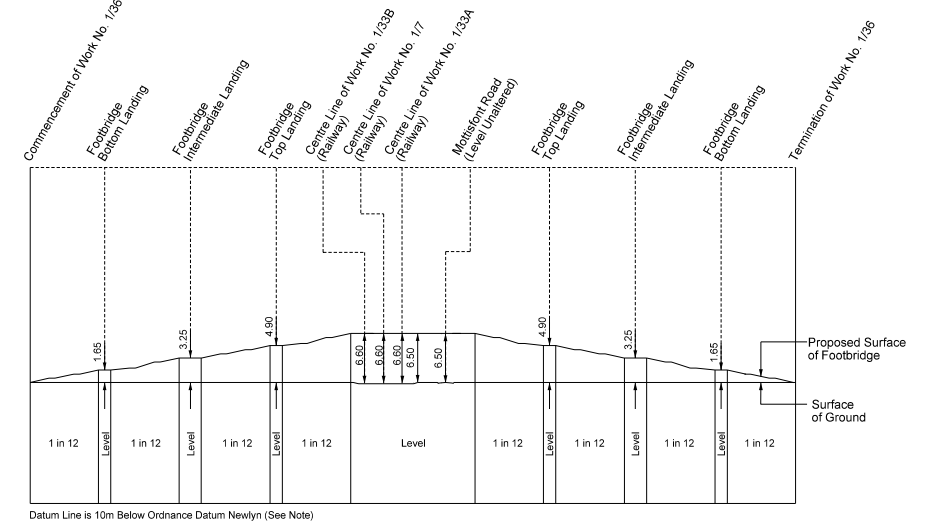 Commencement of Work No. 1/36
Footbridge
Bottom Landing
Footbridge
Intermediate Landing
Footbridge
Top Landing
Centre Line of Work No. 1/33B
(Railway)
Centre Line of Work No. 1/7
(Railway)
Centre Line of Work No. 1/33A
(Railway)
Mottisfont Road
(Level Unaltered)
Footbridge
Top Landing
Footbridge
Intermediate Landing
Footbridge
Bottom Landing
Termination of Work No. 1/36
1.65
3.25
4.90
6.60
6.60
6.60
6.50
6.50
4.90
3.25
1.65
Proposed Surface
of Footbridge
Surface
of Ground
1 in 12
Level
1 in 12
Level
1 in 12
Level
1 in 12
Level
1 in 12
Level
1 in 12
Level
1 in 12
Level
1 in 12
Datum Line is 10m Below Ordnance Datum Newlyn (See Note)